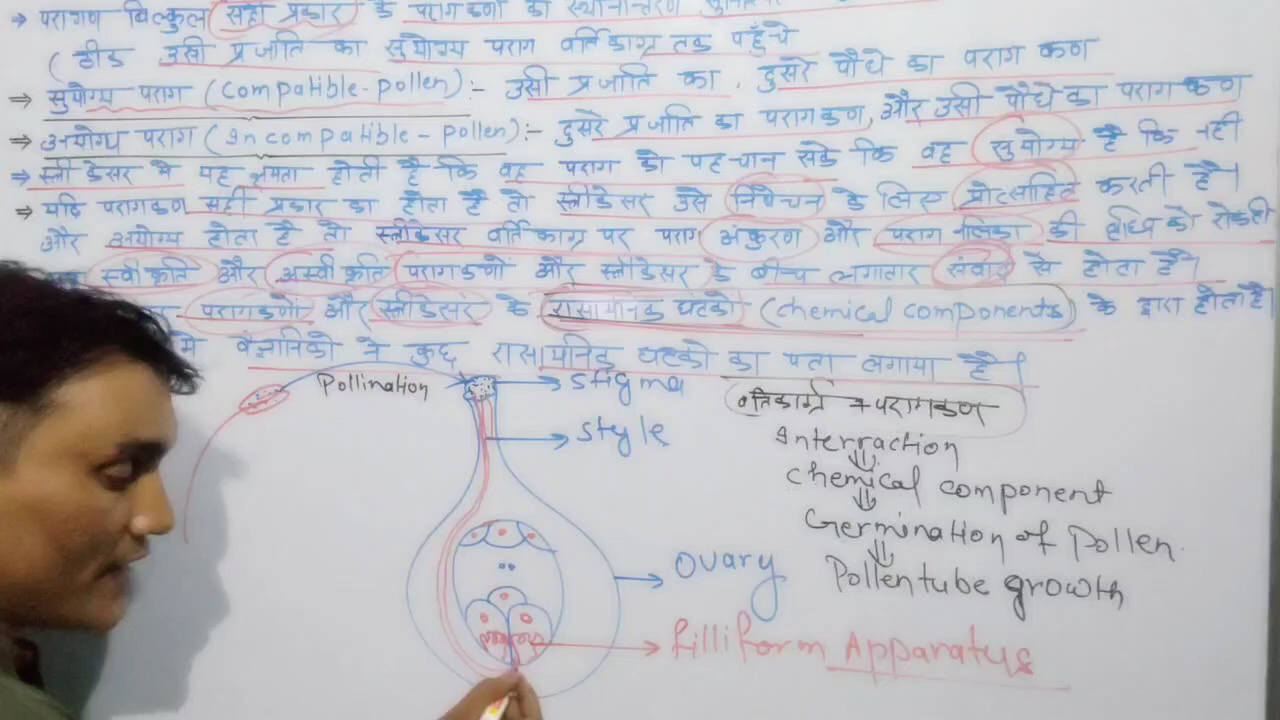 → परागण बिल्कुल सही प्रकार के परागकणों का स्थानान्तरण
( ठीक उसी प्रजाति का सुयोग्य पराग वर्तिकाग्र तक पहुँचे
⇒ सुयोग्य पराग (compatible-pollen) :- उसी प्रजाति का, दुसरे पौधे का पराग कण
⇒ अयोग्य पराग (Incompatible-pollen) :- दुसरे प्रजाति का परागकण, और उसी पौधे का परागकण
⇒ स्त्रीकेसर मे यह क्षमता होती है कि वह पराग को पहचान सके कि वह सुयोग्य है कि नही
⇒ यदि परागकण सही प्रकार का होता है तो स्त्रीकेसर उसे निषेचन के लिए प्रोत्साहित करती है।
और अयोग्य होता है तो स्त्रीकेसर वर्तिकाग्र पर पराग अंकुरण और पराग नलिका की वृध्दि को रोकती
स्वीकृति और अस्वीकृति परागकणों और स्त्रीकेसर के बीच लगातार संवाद से होता है।
परागकणों और स्त्रीकेसर के रासायनिक घटको (chemical components) के द्वारा होता है।
मे वैज्ञानिको ने कुछ रासायनिक घटको का पता लगाया है।
Pollination
stigma
वर्तिकाग्र + परागकण
style
Interraction
⇓
chemical component
⇓
Germination of Pollen
⇓
Pollentube growth
ovary
filliform Apparatus